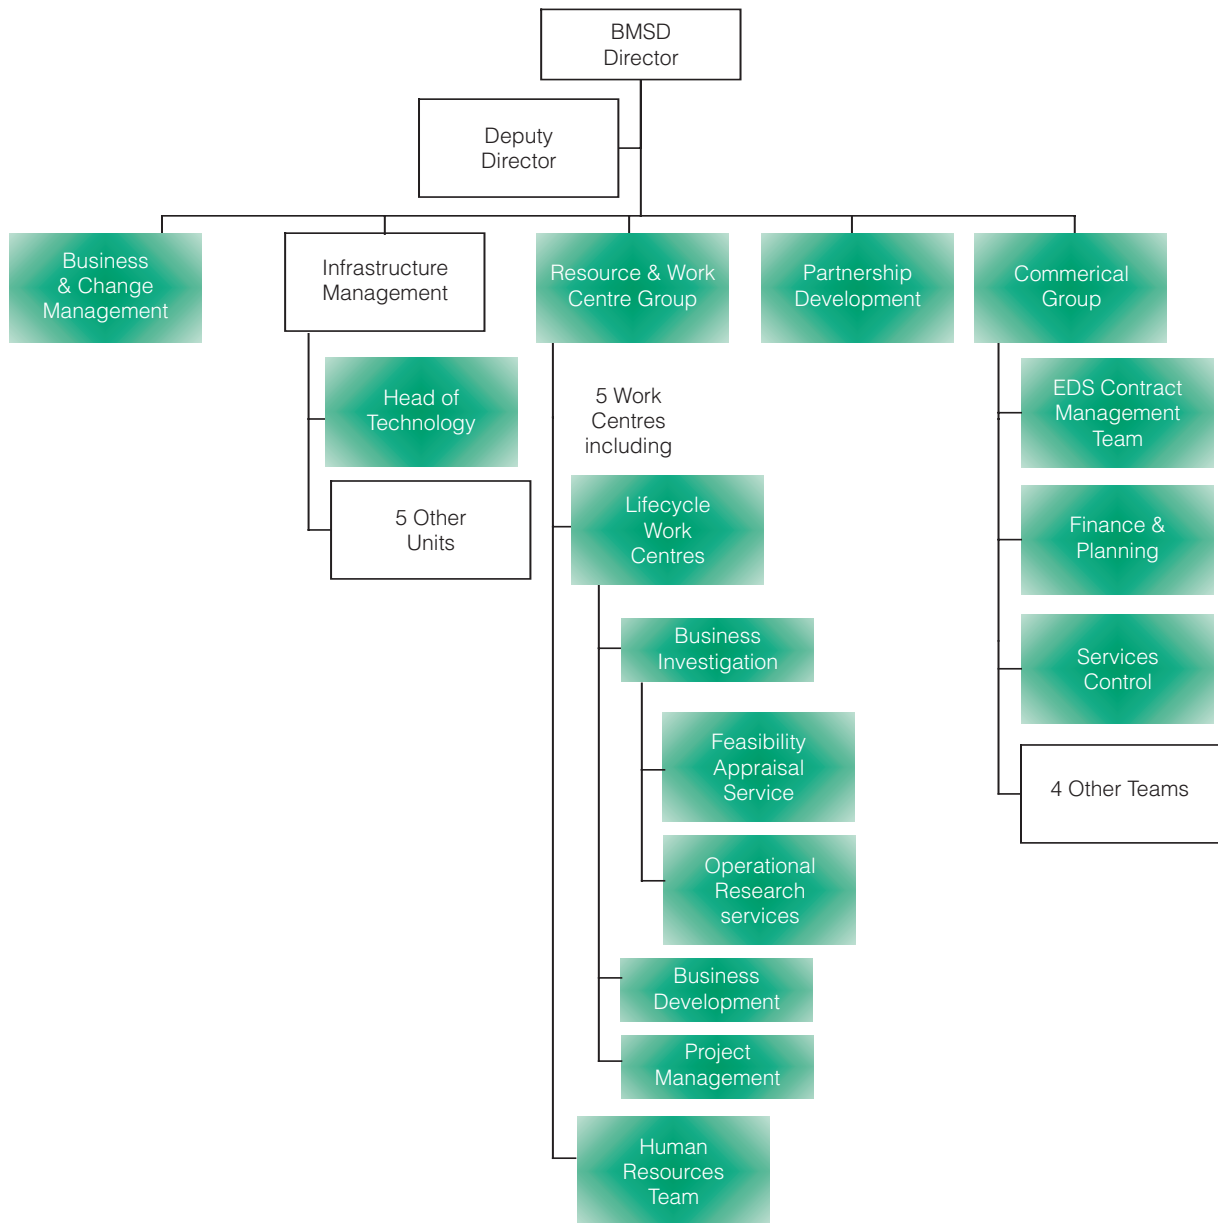 BMSD
Director
Deputy
Director
Business
& Change
Management
Infrastructure
Management
Resource & Work
Centre Group
Partnership
Development
Commerical
Group
Head of
Technology
5 Other
Units
5 Work
Centres
including
Lifecycle
Work
Centres
Business
Investigation
Feasibility
Appraisal
Service
Operational
Research
services
Business
Development
Project
Management
Human
Resources
Team
EDS Contract
Management
Team
Finance &
Planning
Services
Control
4 Other Teams